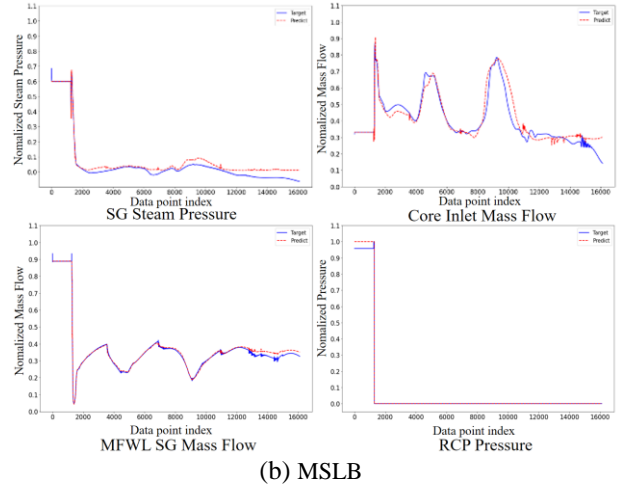 Target
Predict
Nomalized Steam Pressure
1.1
1.0
0.9
0.8
0.7
0.6
0.5
0.4
0.3
0.2
0.1
0.0
0 2000 4000 6000 8000 10000 12000 14000 16000
Data point index
SG Steam Pressure
Target
Predict
Nomalized Mass Flow
1.1
1.0
0.9
0.8
0.7
0.6
0.5
0.4
0.3
0.2
0.1
0.0
0 2000 4000 6000 8000 10000 12000 14000 16000
Data point index
Core Inlet Mass Flow
Target
Predict
Nomalized Mass Flow
1.1
1.0
0.9
0.8
0.7
0.6
0.5
0.4
0.3
0.2
0.1
0.0
0 2000 4000 6000 8000 10000 12000 14000 16000
Data point index
MFWL SG Mass Flow
Target
Predict
Nomalized Pressure
1.1
1.0
0.9
0.8
0.7
0.6
0.5
0.4
0.3
0.2
0.1
0.0
0 2000 4000 6000 8000 10000 12000 14000 16000
Data point index
RCP Pressure
(b) MSLB